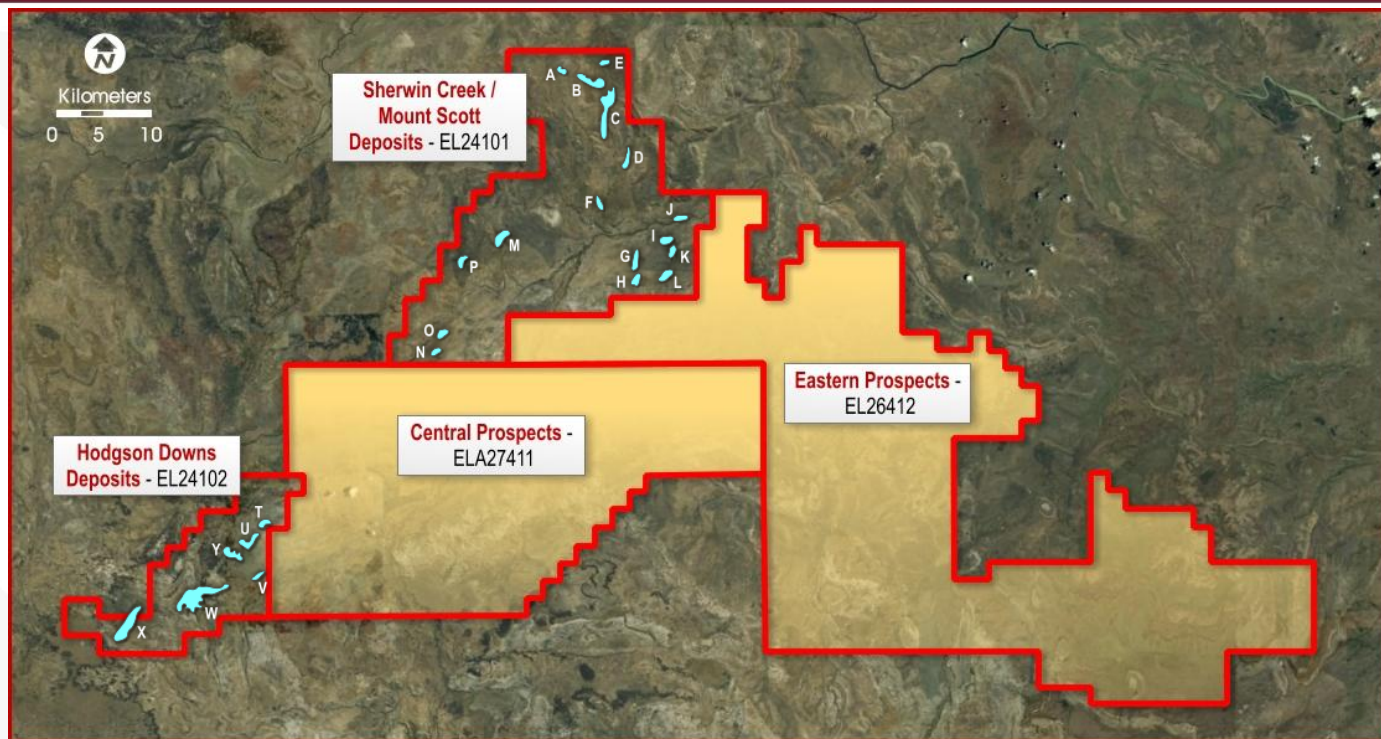 N
Kilometers
0 5 10
Sherwin Creek /
Mount Scott
Deposits - EL24101
A
E
B
C
D
F
J
I
M
G
K
P
H
L
O
N
Eastern Prospects -
EL26412
Central Prospects -
ELA27411
Hodgson Downs
Deposits - EL24102
T
U
Y
V
W
X